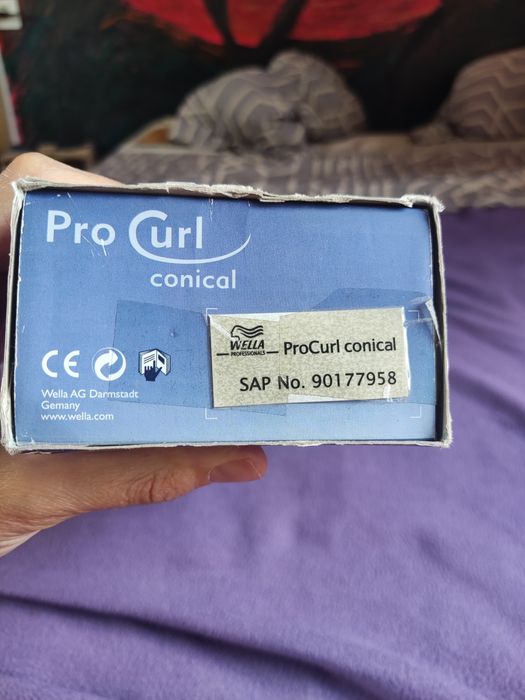 Pro Curl
conical
CE
Wella AG Darmstadt
Gemany
www.wella.com
WELLA
PROFESSIONALS
ProCurl conical
SAP No. 90177958